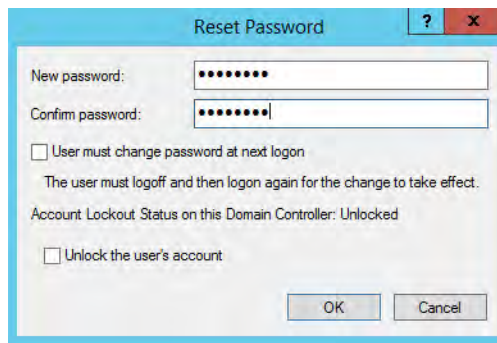 Reset Password
? x
New password: ••••••••
Confirm password: ••••••••
User must change password at next logon
The user must logoff and then logon again for the change to take effect.
Account Lockout Status on this Domain Controller: Unlocked
Unlock the user's account
OK Cancel